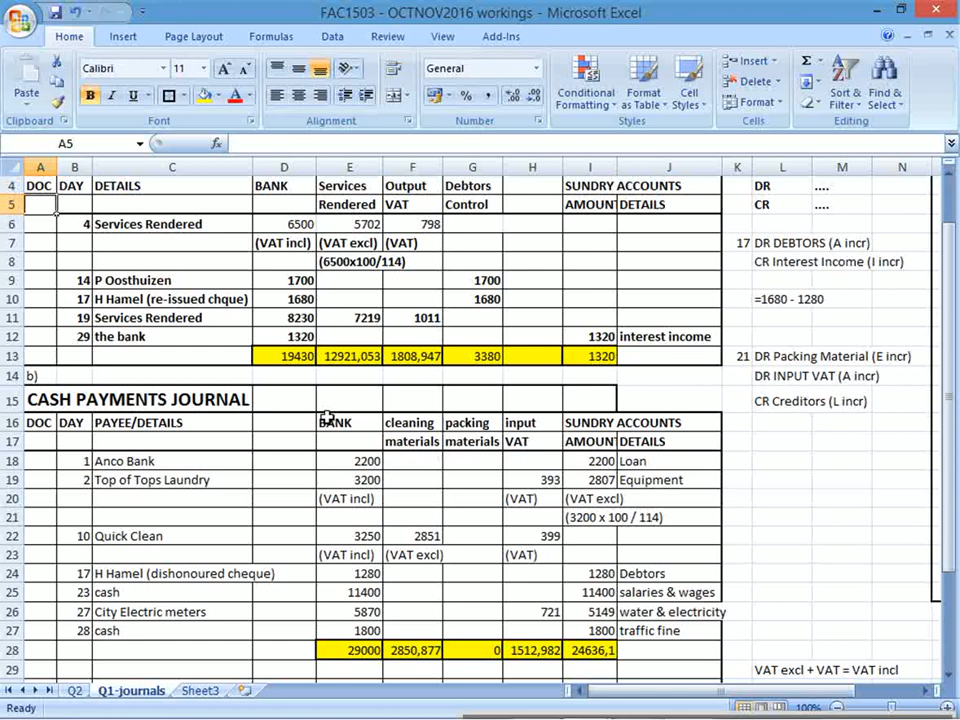 FAC1503 - OCTNOV2016 workings - Microsoft Excel
Home Insert Page Layout Formulas Data Review View Add-Ins
Paste
Calibri 11 A A
General
Conditional Formatting
Format as Table
Cell Styles
Insert
Delete
Format
Sort & Filter
Find & Select
B I U
Clipboard Font Alignment Number Styles Cells Editing
A5 fx
A B C D E F G H I J K L M N
4 DOC DAY DETAILS BANK Services Output Debtors SUNDRY ACCOUNTS DR ....
5 Rendered VAT Control AMOUNT DETAILS CR ....
6 4 Services Rendered 6500 5702 798
7 (VAT incl) (VAT excl) (VAT) 17 DR DEBTORS (A incr)
8 (6500x100/114) CR Interest Income (I incr)
9 14 P Oosthuizen 1700 1700
10 17 H Hamel (re-issued chque) 1680 1680 =1680 - 1280
11 19 Services Rendered 8230 7219 1011
12 29 the bank 1320 1320 interest income
13 19430 12921,053 1808,947 3380 1320 21 DR Packing Material (E incr)
14 b) DR INPUT VAT (A incr)
15 CASH PAYMENTS JOURNAL CR Creditors (L incr)
16 DOC DAY PAYEE/DETAILS BANK cleaning packing input SUNDRY ACCOUNTS
17 materials materials VAT AMOUNT DETAILS
18 1 Anco Bank 2200 2200 Loan
19 2 Top of Tops Laundry 3200 393 2807 Equipment
20 (VAT incl) (VAT) (VAT excl)
21 (3200 x 100 / 114)
22 10 Quick Clean 3250 2851 399
23 (VAT incl) (VAT excl) (VAT)
24 17 H Hamel (dishonoured cheque) 1280 1280 Debtors
25 23 cash 11400 11400 salaries & wages
26 27 City Electric meters 5870 721 5149 water & electricity
27 28 cash 1800 1800 traffic fine
28 29000 2850,877 0 1512,982 24636,1
29 VAT excl + VAT = VAT incl
Q2 Q1-journals Sheet3
Ready 100%